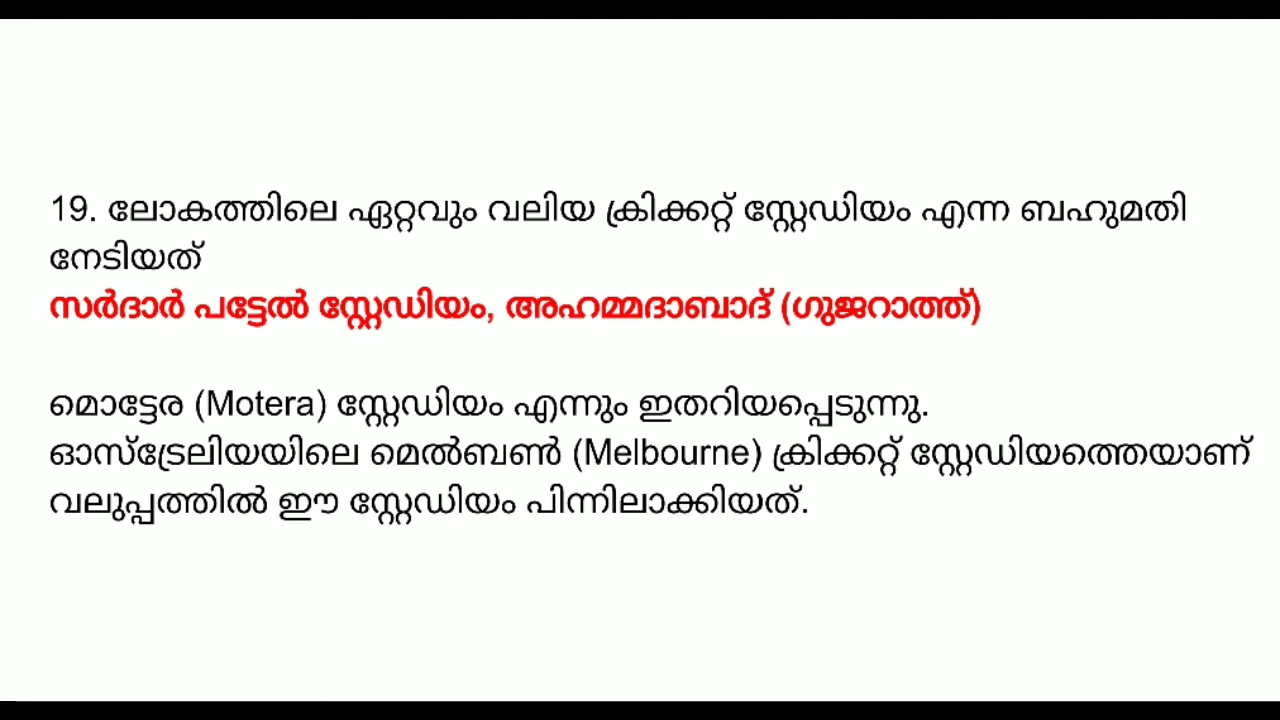 19. ലോകത്തിലെ ഏറ്റവും വലിയ ക്രിക്കറ്റ് സ്റ്റേഡിയം എന്ന ബഹുമതി
നേടിയത്
സർദാർ പട്ടേൽ സ്റ്റേഡിയം, അഹമ്മദാബാദ് (ഗുജറാത്ത്)
മൊട്ടേര (Motera) സ്റ്റേഡിയം എന്നും ഇതറിയപ്പെടുന്നു.
ഓസ്ട്രേലിയയിലെ മെൽബൺ (Melbourne) ക്രിക്കറ്റ് സ്റ്റേഡിയത്തെയാണ്
വലുപ്പത്തിൽ ഈ സ്റ്റേഡിയം പിന്നിലാക്കിയത്.